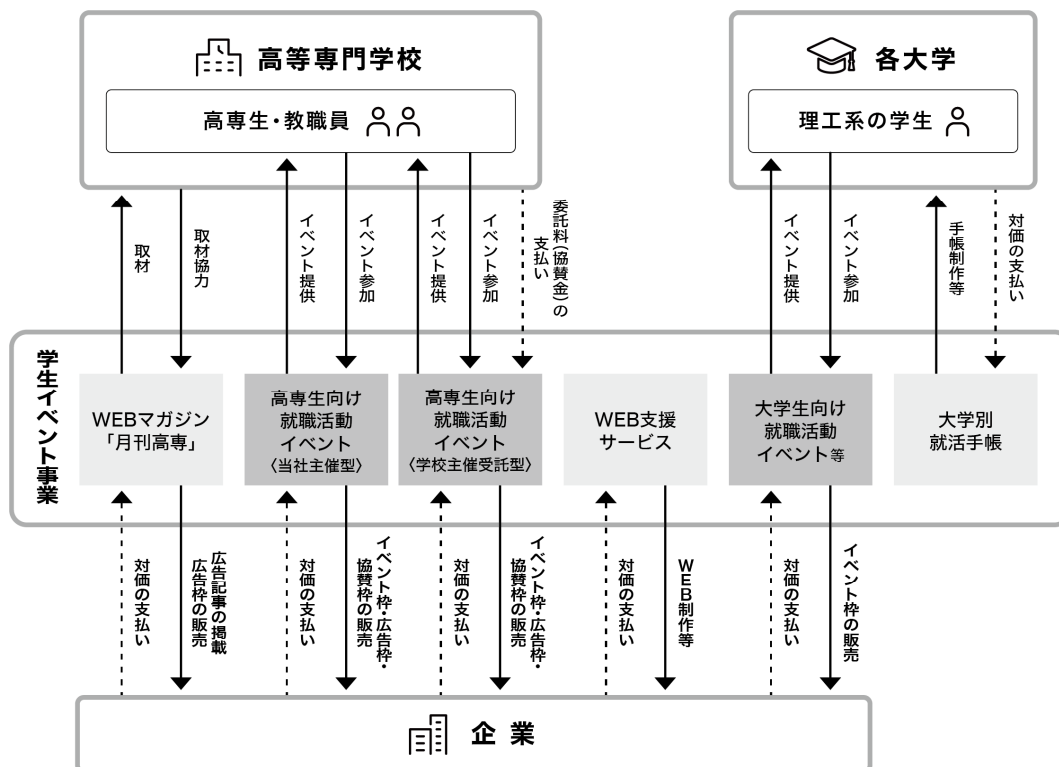 高等専門学校
高専生・教職員
各大学
理工系の学生
取材
取材協力
イベント提供
イベント参加
イベント提供
イベント参加
委託料(協賛金)の
支払い
イベント提供
イベント参加
手帳制作等
対価の支払い
学生イベント事業
WEBマガジン
「月刊高専」
高専生向け
就職活動
イベント
〈当社主催型〉
高専生向け
就職活動
イベント
〈学校主催受託型〉
WEB支援
サービス
大学生向け
就職活動
イベント等
大学別
就活手帳
対価の支払い
広告記事の掲載
広告枠の販売
対価の支払い
イベント枠・広告枠・
協賛枠の販売
対価の支払い
イベント枠・広告枠・
協賛枠の販売
対価の支払い
WEB制作等
対価の支払い
イベント枠の販売
企業